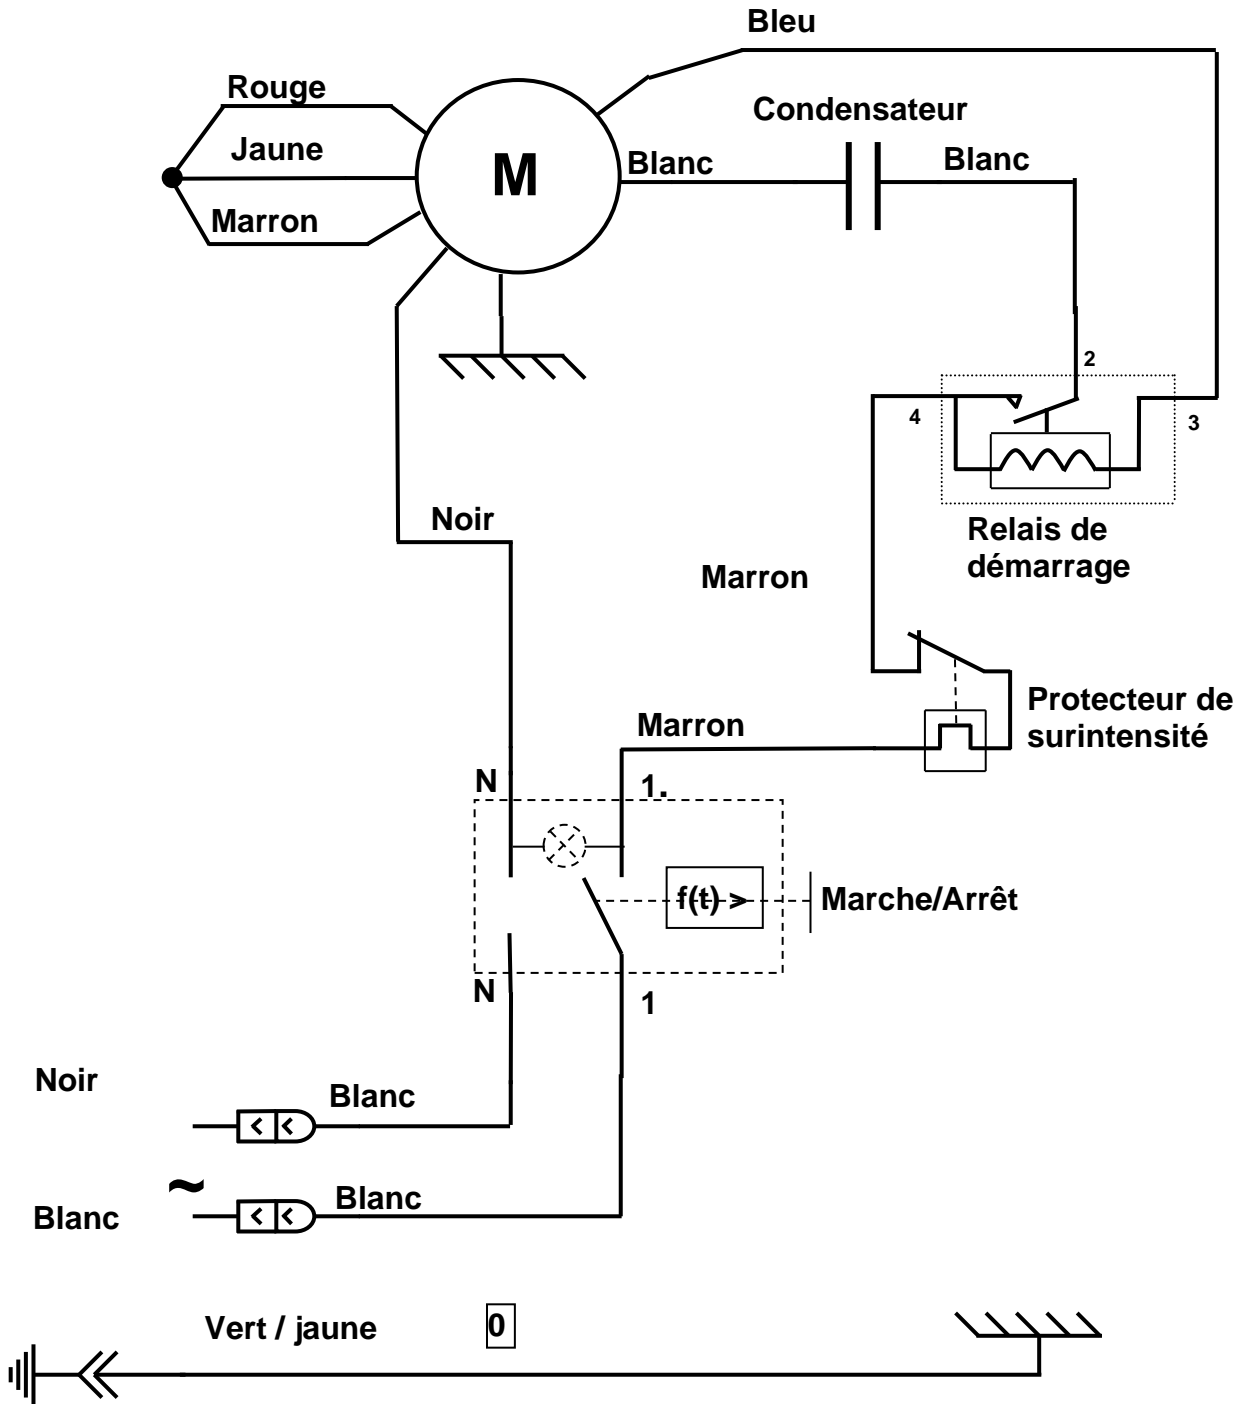 Bleu
Rouge
Condensateur
Jaune
M
Blanc
Blanc
Marron
2
4
3
Noir
Relais de
démarrage
Marron
Protecteur de
surintensité
Marron
N
1.
f(t) >
Marche/Arrêt
N
1
Noir
Blanc
~
Blanc
Blanc
Vert / jaune
0